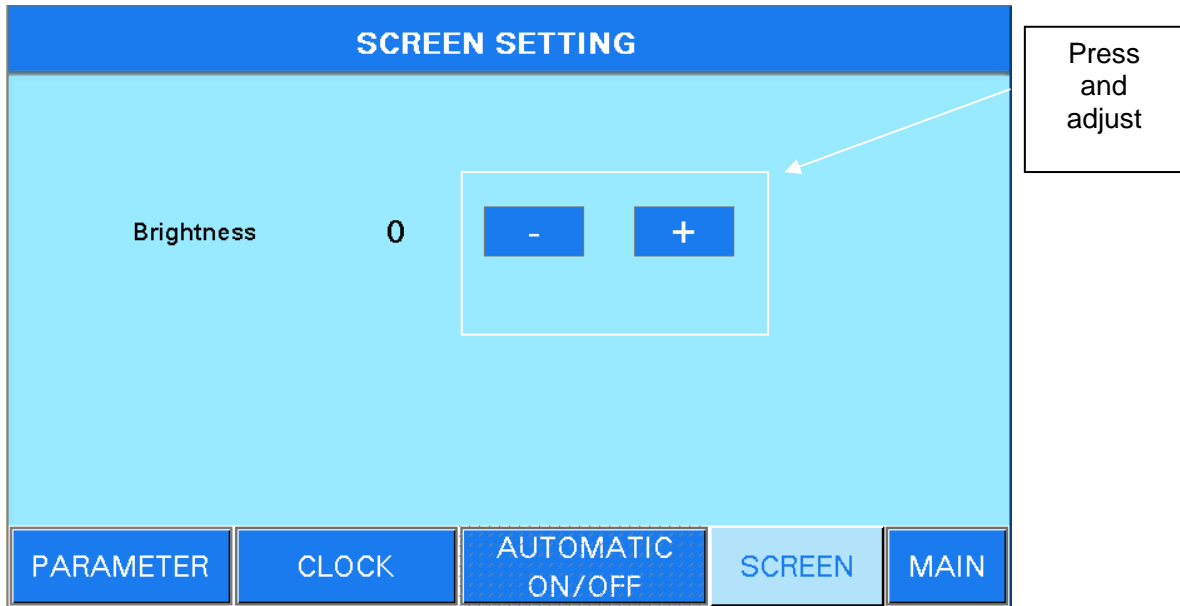 SCREEN SETTING
Press
and
adjust
Brightness 0 - +
PARAMETER CLOCK AUTOMATIC ON/OFF SCREEN MAIN